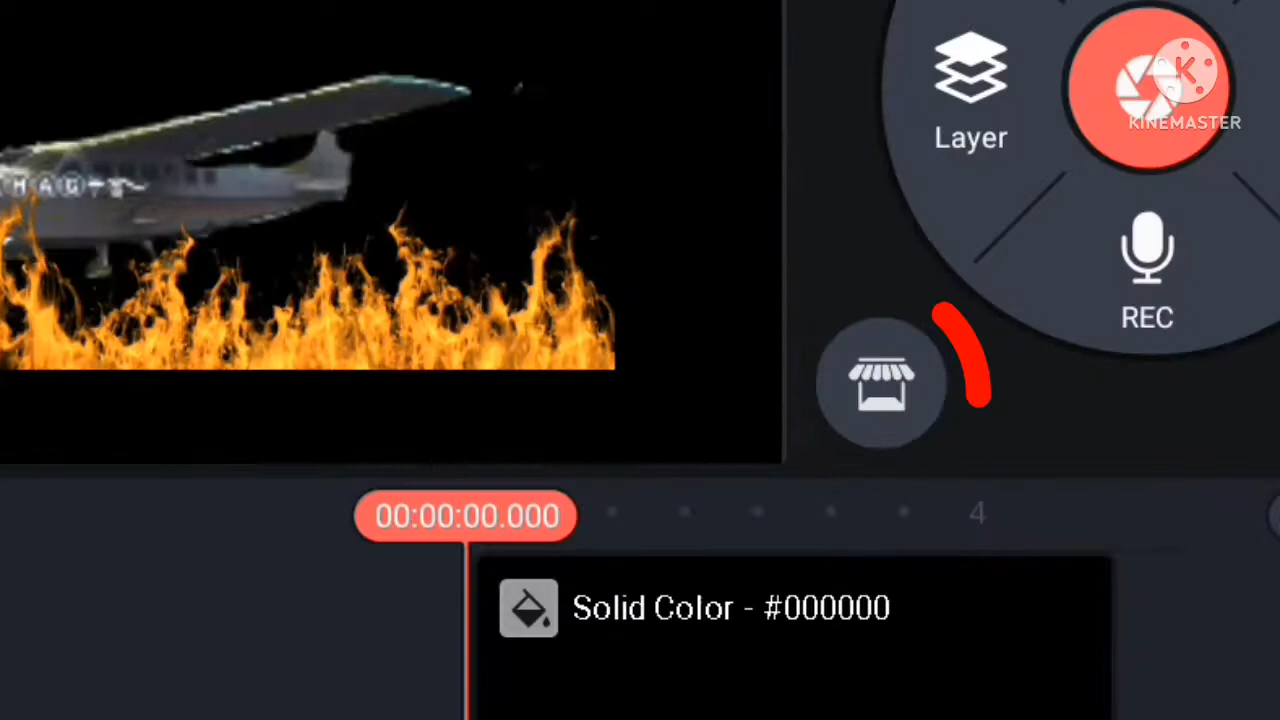 Layer
K
KINEMASTER
REC
00:00:00.000
4
Solid Color - #000000